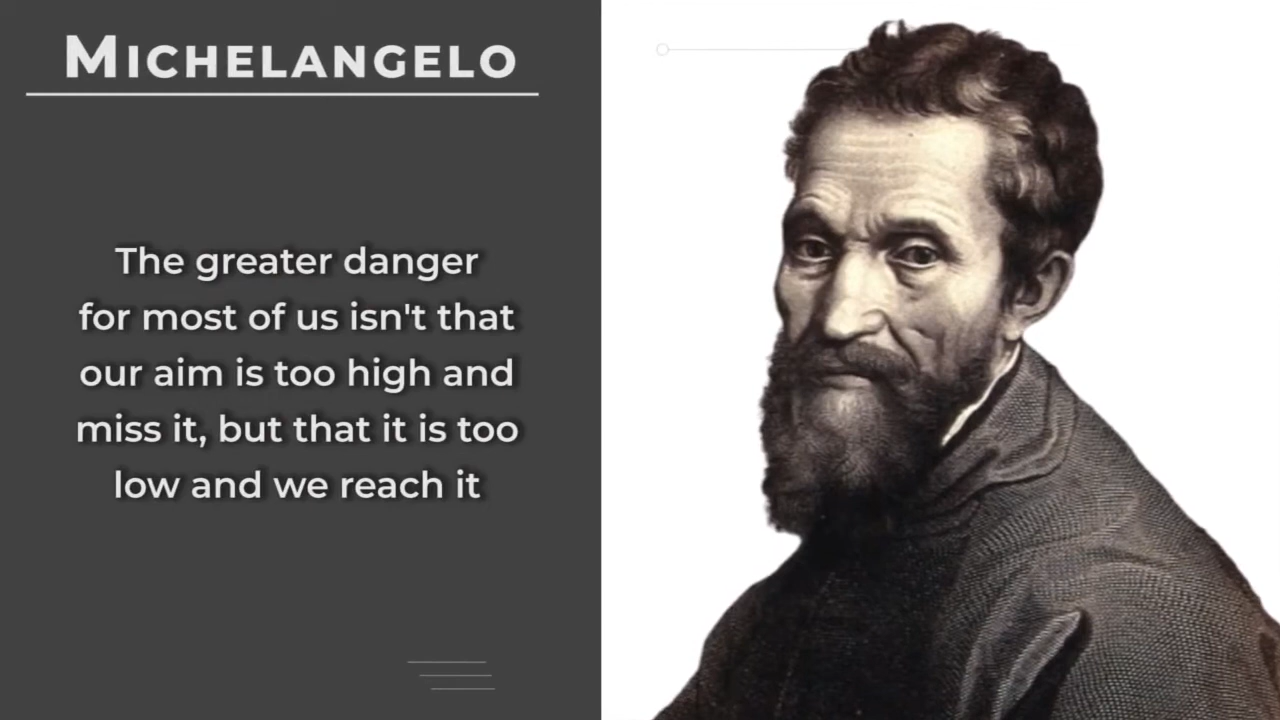 MICHELANGELO
The greater danger
for most of us isn't that
our aim is too high and
miss it, but that it is too
low and we reach it